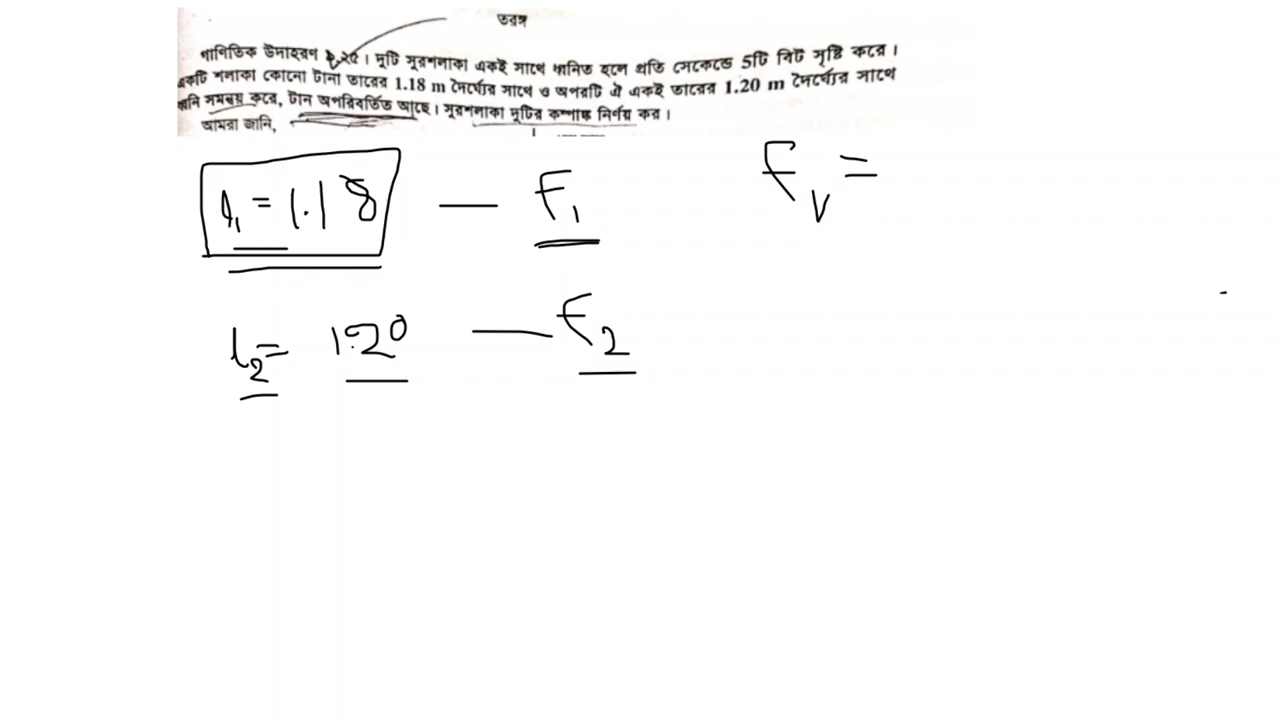 তরঙ্গ
গাণিতিক উদাহরণ ৯.২৫। দুটি সুরশলাকা একই সাথে ধ্বনিত হলে প্রতি সেকেন্ডে 5টি বিট সৃষ্টি করে।
একটি শলাকা কোনো টানা তারের 1.18 m দৈর্ঘ্যের সাথে ও অপরটি ঐ একই তারের 1.20 m দৈর্ঘ্যের সাথে
ধ্বনি সমন্বয় করে, টান অপরিবর্তিত আছে। সুরশলাকা দুটির কম্পাঙ্ক নির্ণয় কর।
আমরা জানি,
l₁ = 1.18 — F₁
F_v =
l₂ = 1.20 — F₂